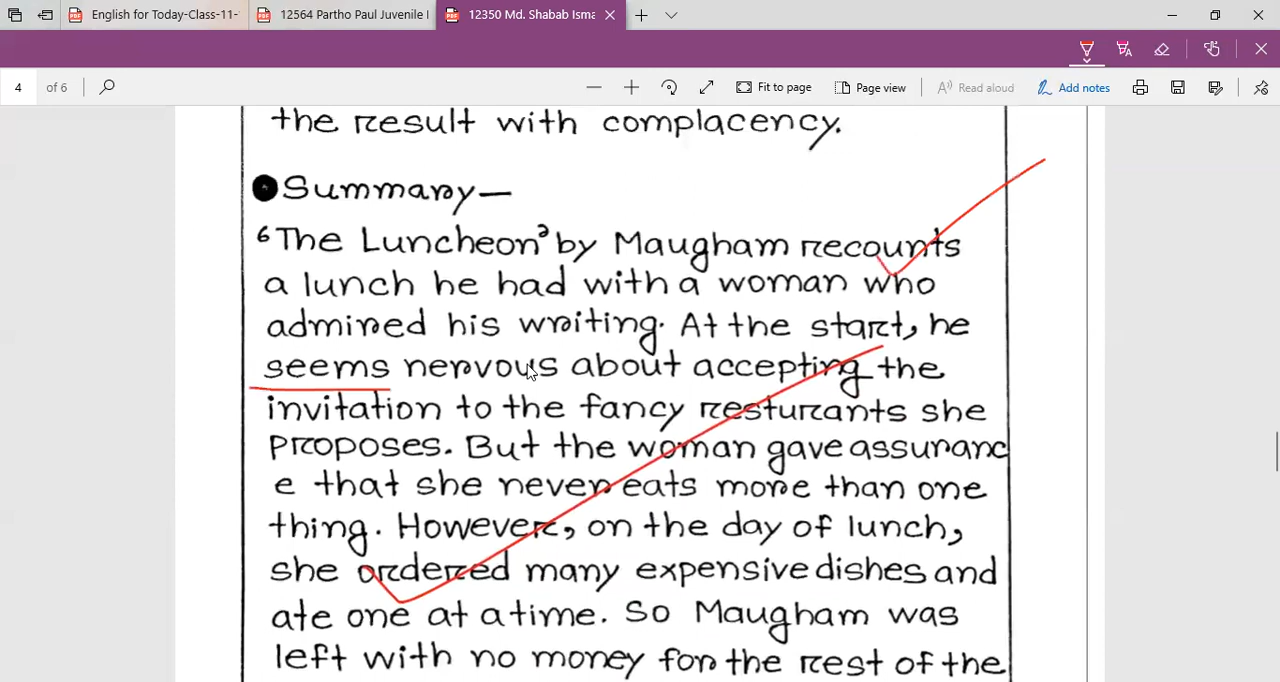 English for Today-Class-11-
12564 Partho Paul Juvenile I
12350 Md. Shabab Isma
4 of 6
Fit to page
Page view
Read aloud
Add notes
the result with complacency.
Summary—
‘The Luncheon’ by Maugham recounts
a lunch he had with a woman who
admired his writing. At the start, he
seems nervous about accepting the
invitation to the fancy resturants she
proposes. But the woman gave assuranc
e that she never eats more than one
thing. However, on the day of lunch,
she ordered many expensive dishes and
ate one at a time. So Maugham was
left with no money for the rest of the